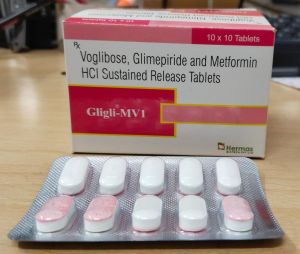 10 x 10 Tablets
Rx
Voglibose, Glimepiride and Metformin
HCl Sustained Release Tablets
Gligli-MV1
Hermas